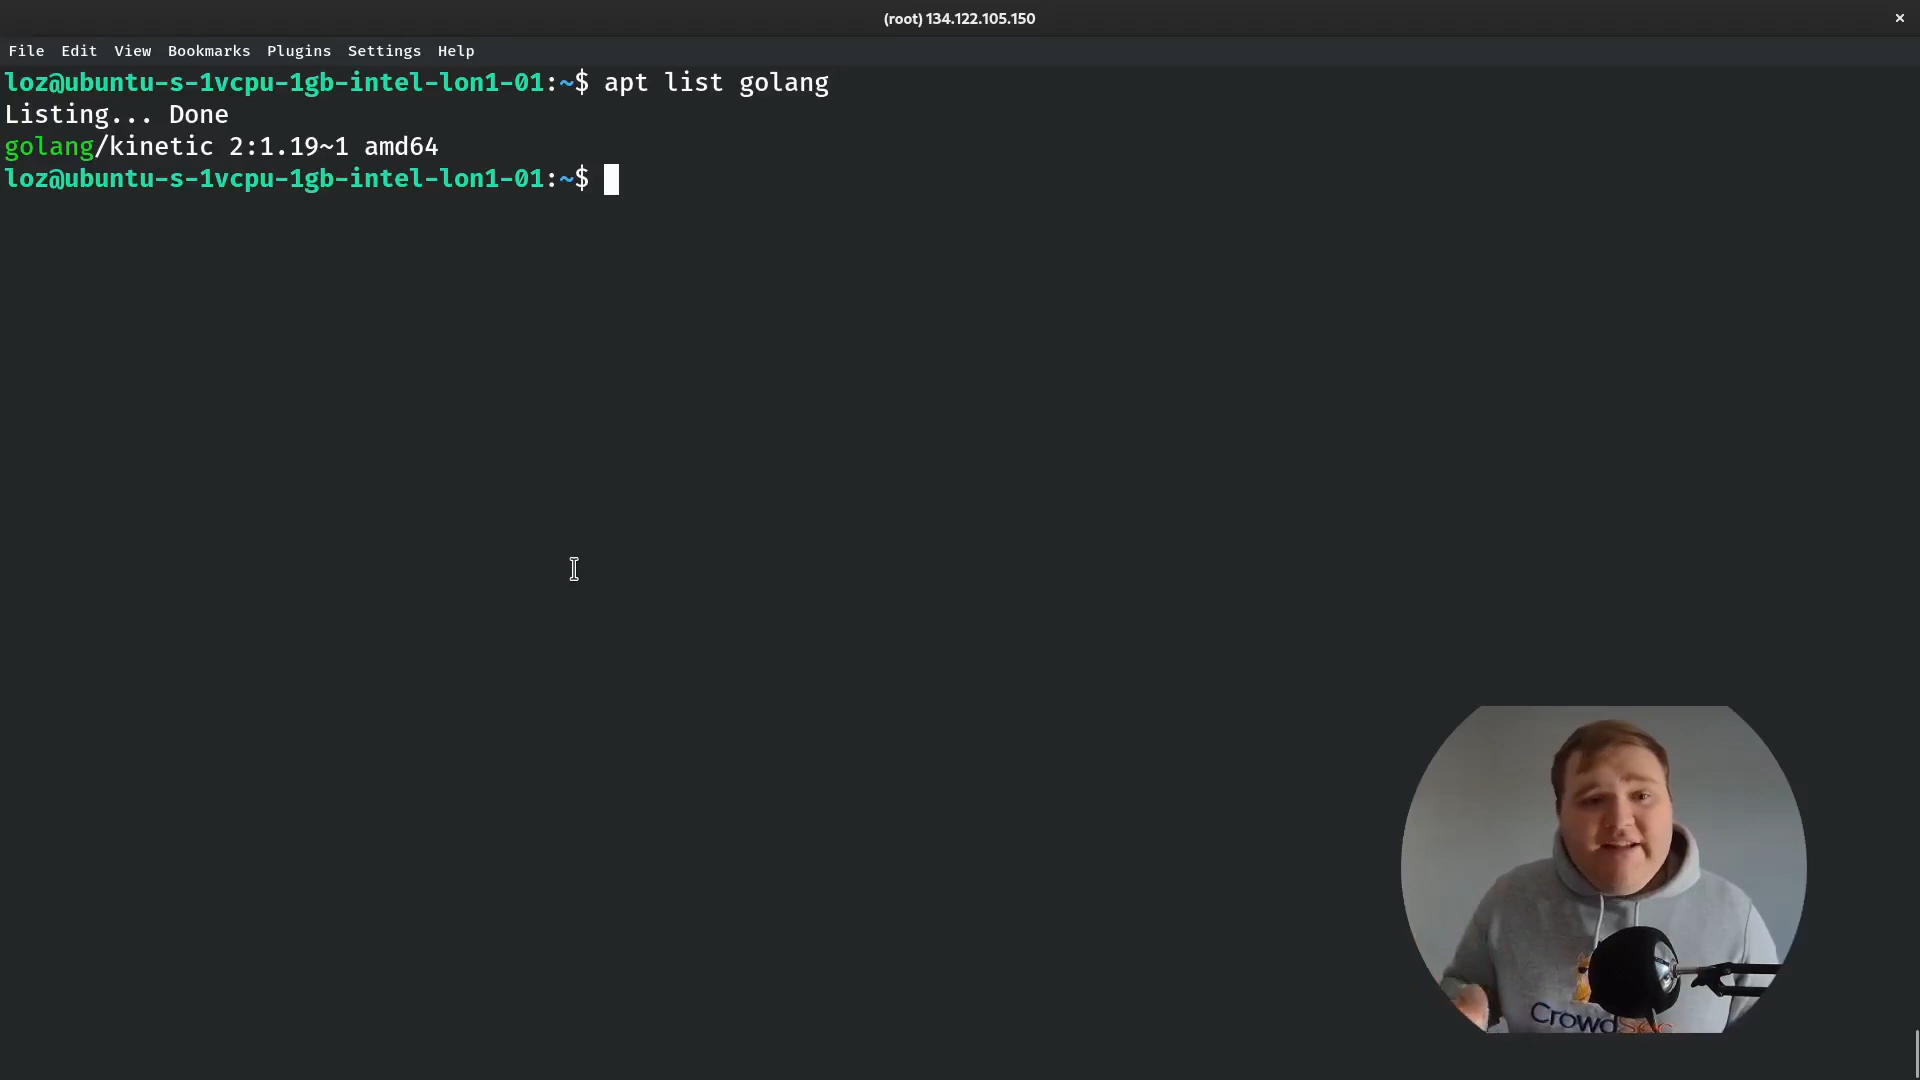 (root) 134.122.105.150
File Edit View Bookmarks Plugins Settings Help
loz@ubuntu-s-1vcpu-1gb-intel-lon1-01:~$ apt list golang
Listing... Done
golang/kinetic 2:1.19~1 amd64
loz@ubuntu-s-1vcpu-1gb-intel-lon1-01:~$
CrowdSec